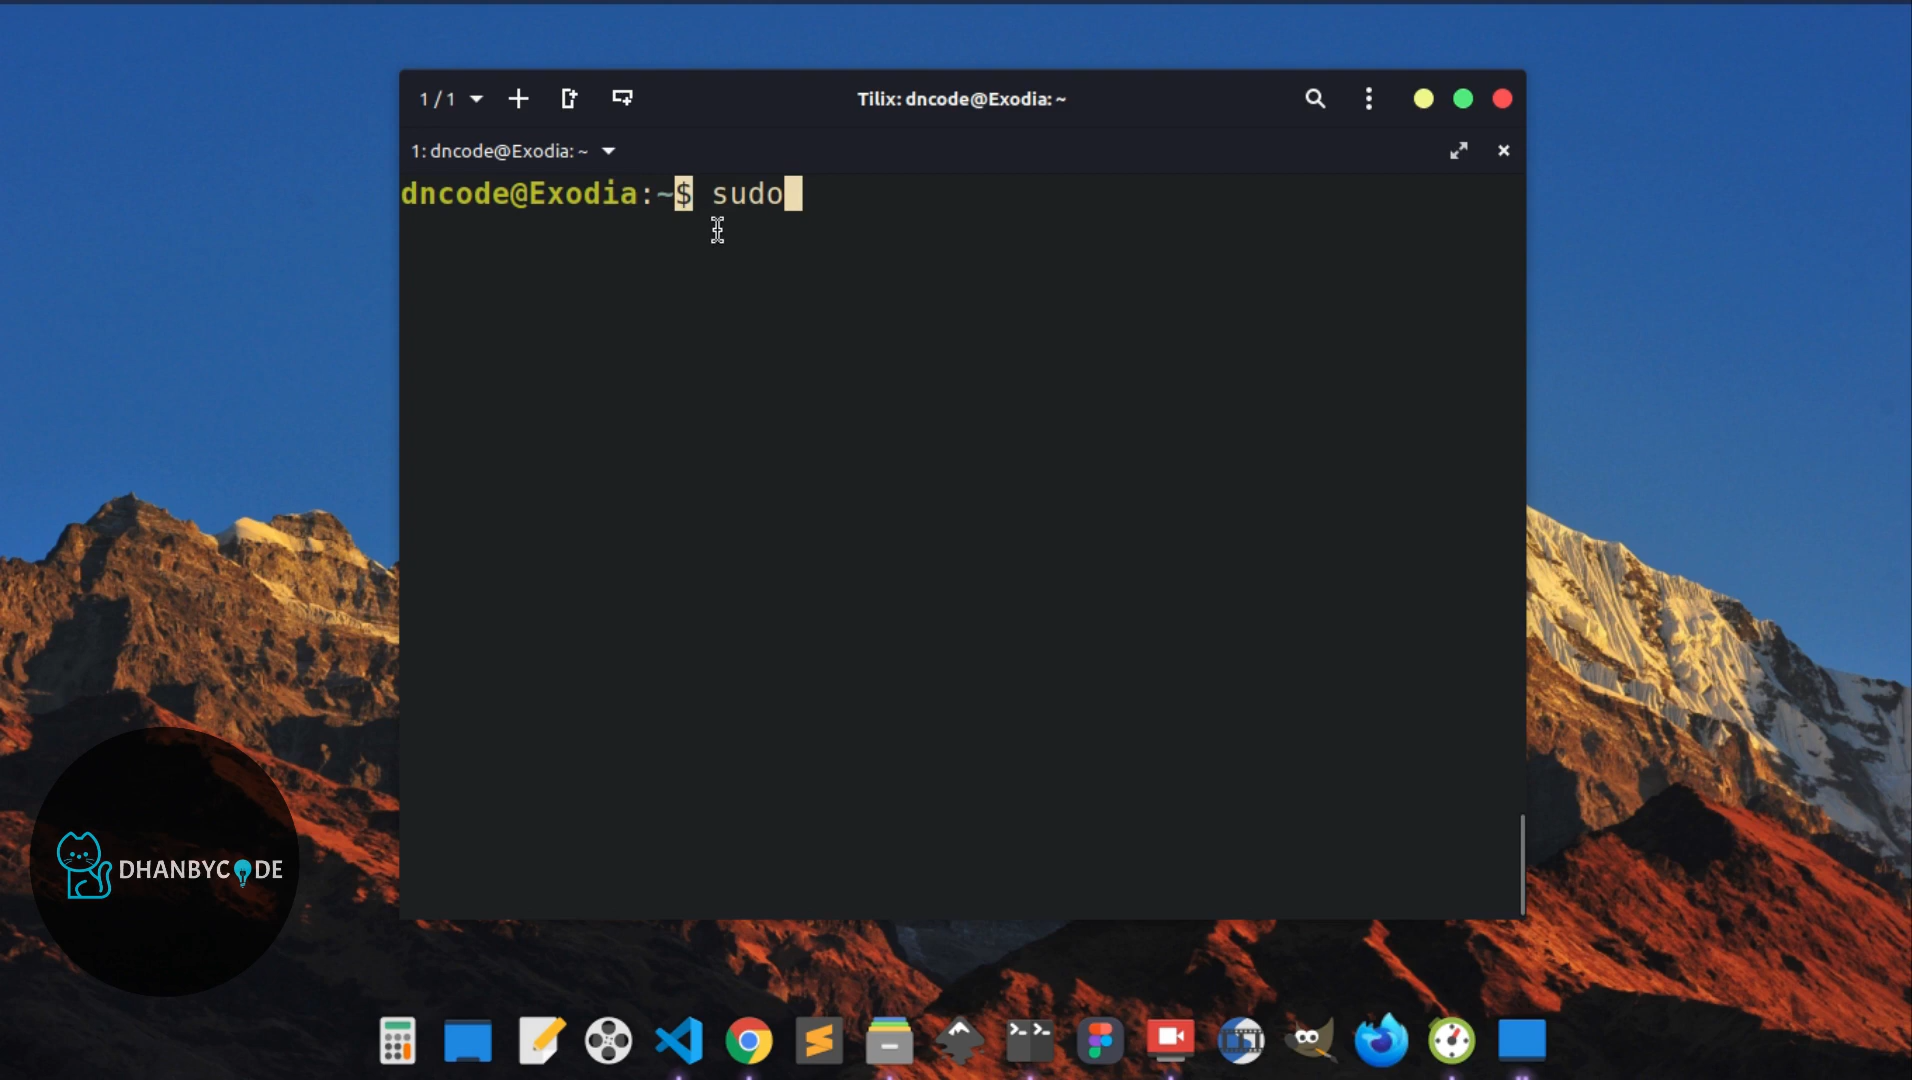 1 / 1
Tilix: dncode@Exodia: ~
1: dncode@Exodia: ~
dncode@Exodia:~$ sudo
DHANBYCODE